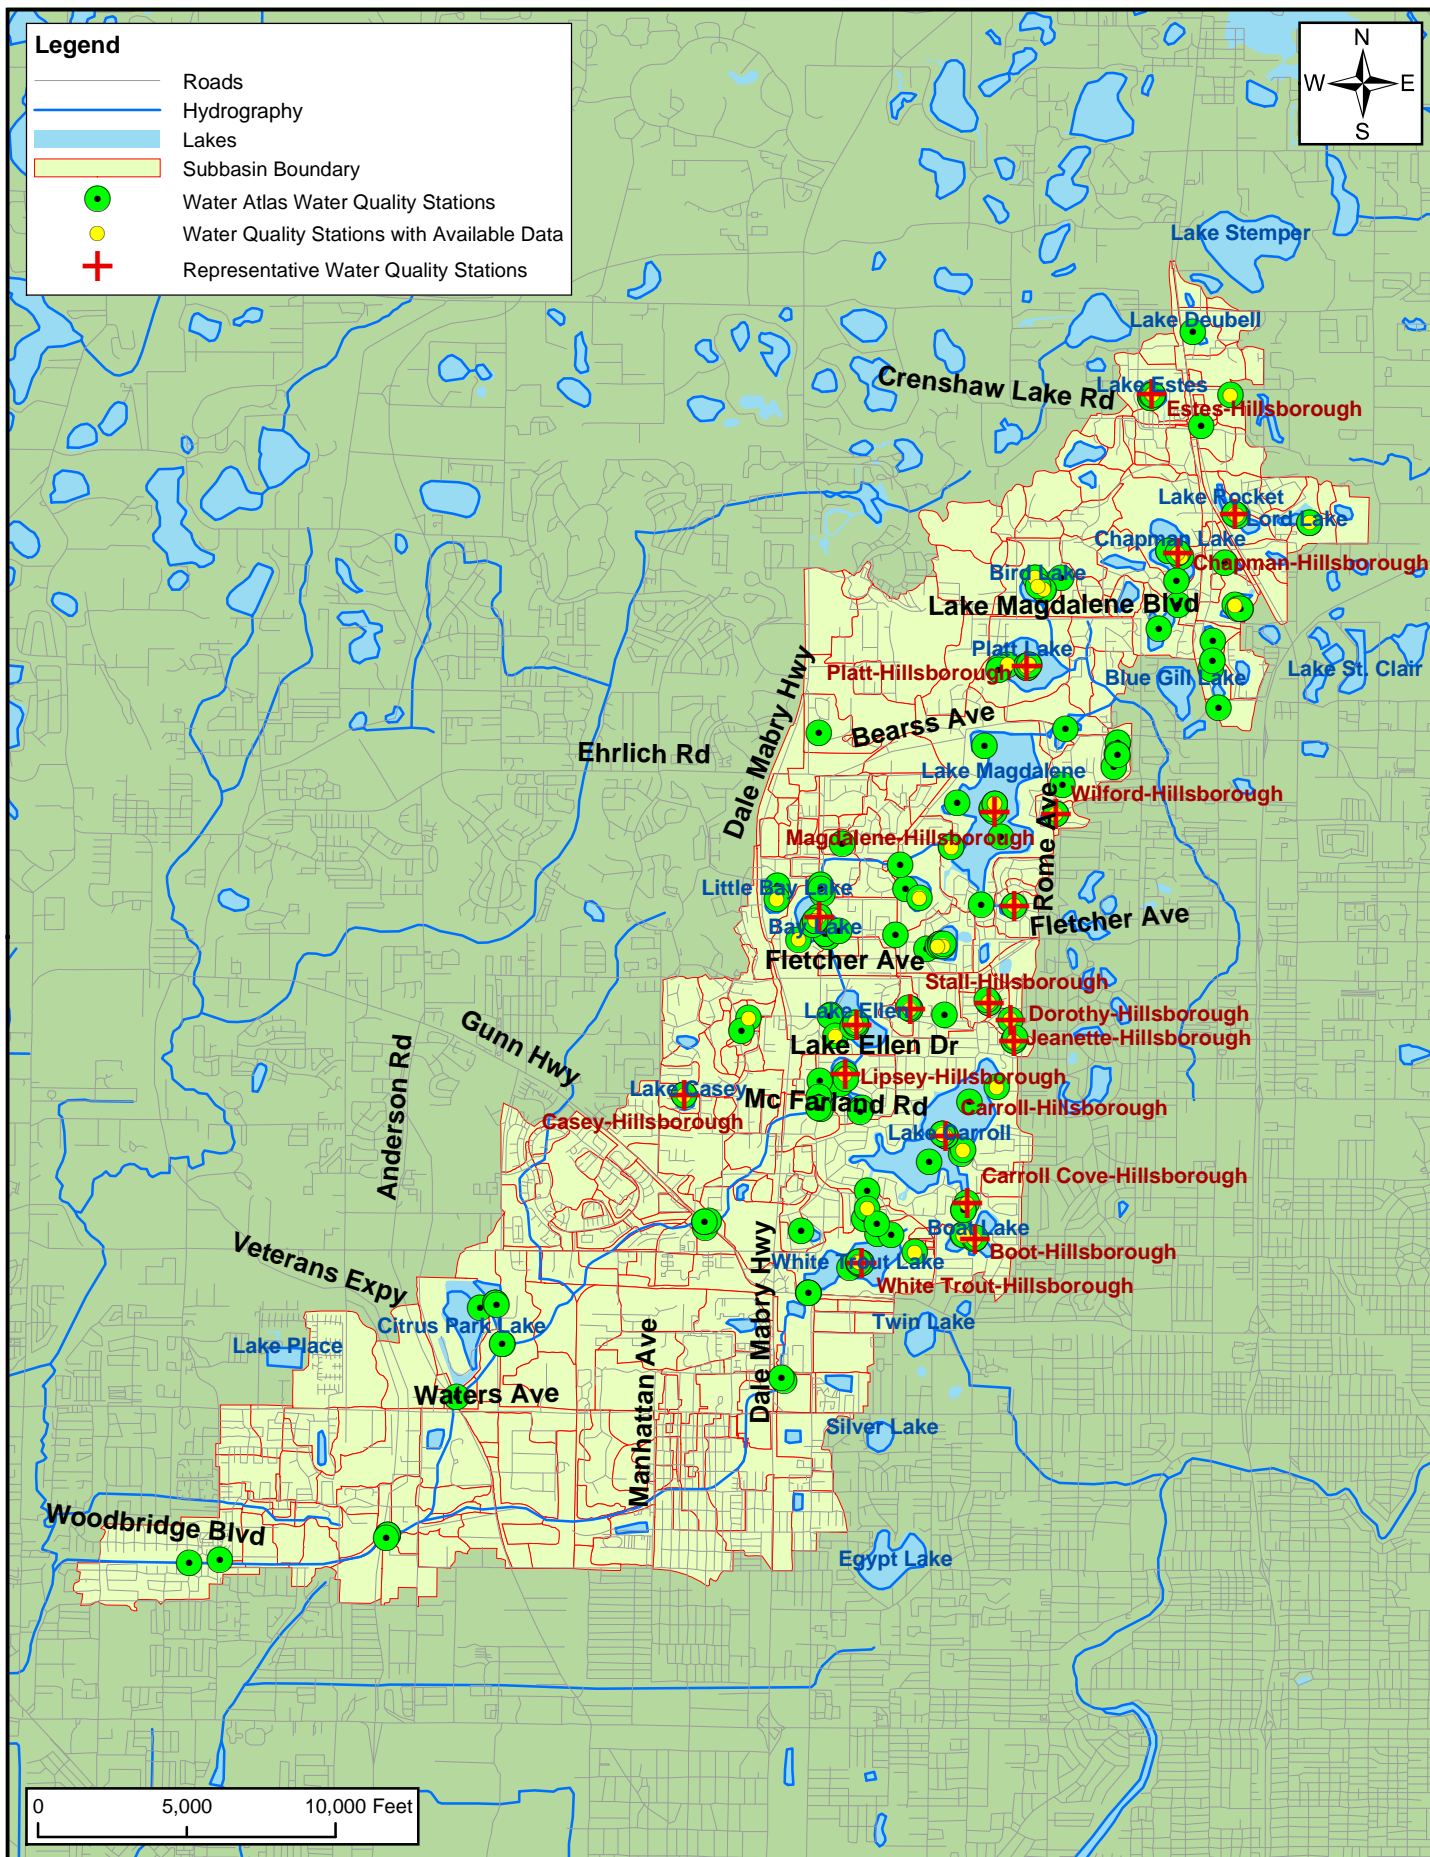 Legend
Roads
Hydrography
Lakes
Subbasin Boundary
Water Atlas Water Quality Stations
Water Quality Stations with Available Data
Representative Water Quality Stations
N
W E
S
Lake Stemper
Lake Deubell
Crenshaw Lake Rd
Lake Estes
Estes-Hillsborough
Lake Rocket
Lord Lake
Chapman Lake
Chapman-Hillsborough
Bird Lake
Lake Magdalene Blvd
Platt Lake
Platt-Hillsborough
Blue Gill Lake
Lake St. Clair
Dale Mabry Hwy
Bearss Ave
Ehrlich Rd
Lake Magdalene
Wilford-Hillsborough
Rome Ave
Magdalene-Hillsborough
Little Bay Lake
Bay Lake
Fletcher Ave
Fletcher Ave
Stall-Hillsborough
Lake Ellen
Dorothy-Hillsborough
Gunn Hwy
Lake Ellen Dr
Jeanette-Hillsborough
Anderson Rd
Lipsey-Hillsborough
Lake Casey
Mc Farland Rd
Carroll-Hillsborough
Casey-Hillsborough
Lake Carroll
Carroll Cove-Hillsborough
Boat Lake
Boot-Hillsborough
Veterans Expy
White Trout Lake
White Trout-Hillsborough
Dale Mabry Hwy
Citrus Park Lake
Twin Lake
Lake Place
Manhattan Ave
Waters Ave
Silver Lake
Woodbridge Blvd
Egypt Lake
0 5,000 10,000 Feet